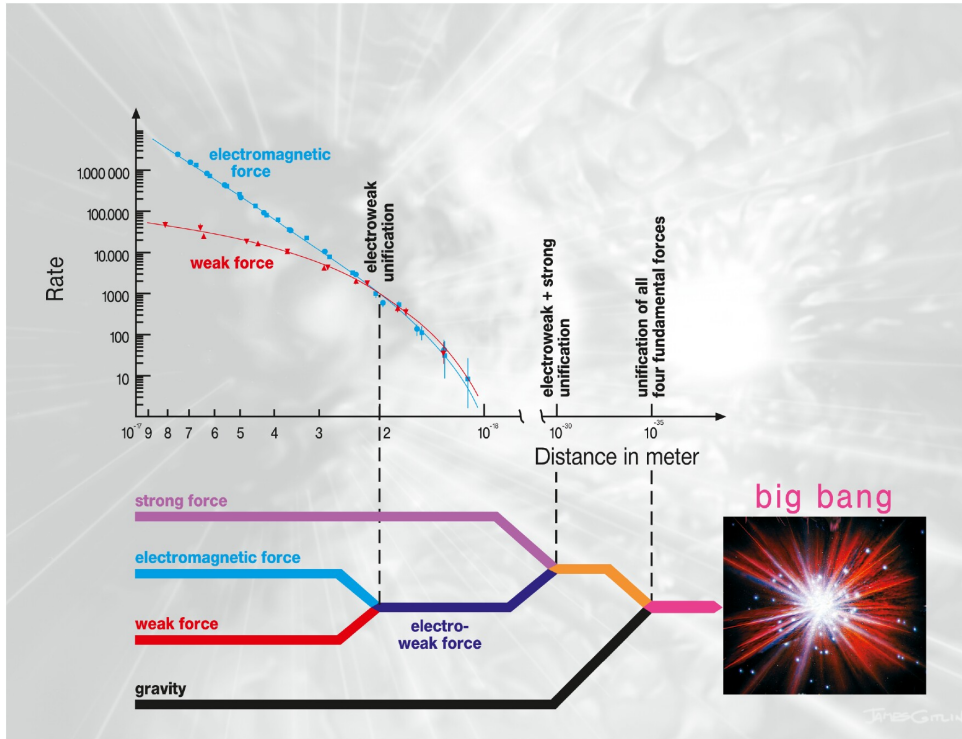 electromagnetic
force
weak force
Rate
1.000 000
100.000
10.000
1000
100
10
electroweak
unification
electroweak + strong
unification
unification of all
four fundamental forces
10⁻¹⁷ 9 8 7 6 5 4 3 2 10⁻¹⁸ 10⁻³⁰ 10⁻³⁵
Distance in meter
strong force
electromagnetic force
weak force
electro-
weak force
gravity
big bang